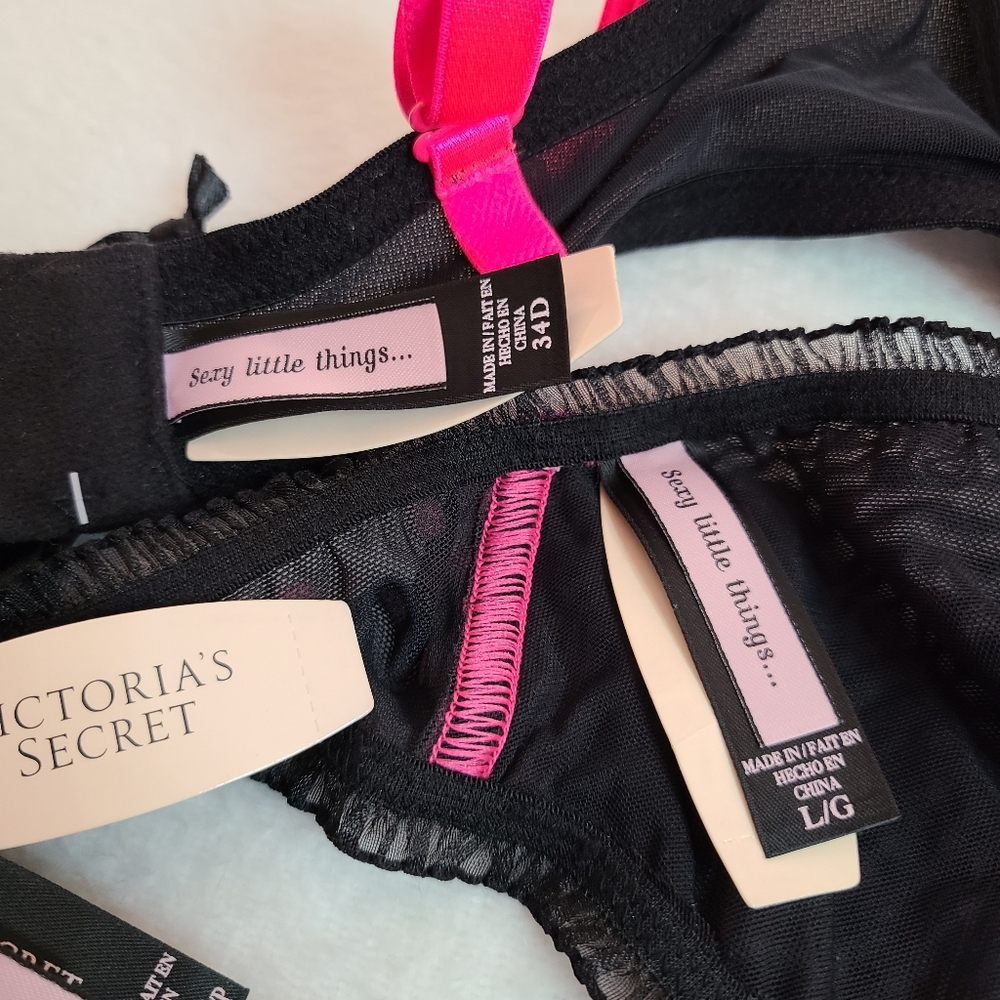 Sexy little things...
MADE IN / FAIT EN
HECHO EN
CHINA
34D
Sexy little things...
MADE IN / FAIT EN
HECHO EN
CHINA
L/G
ICTORIA'S
SECRET